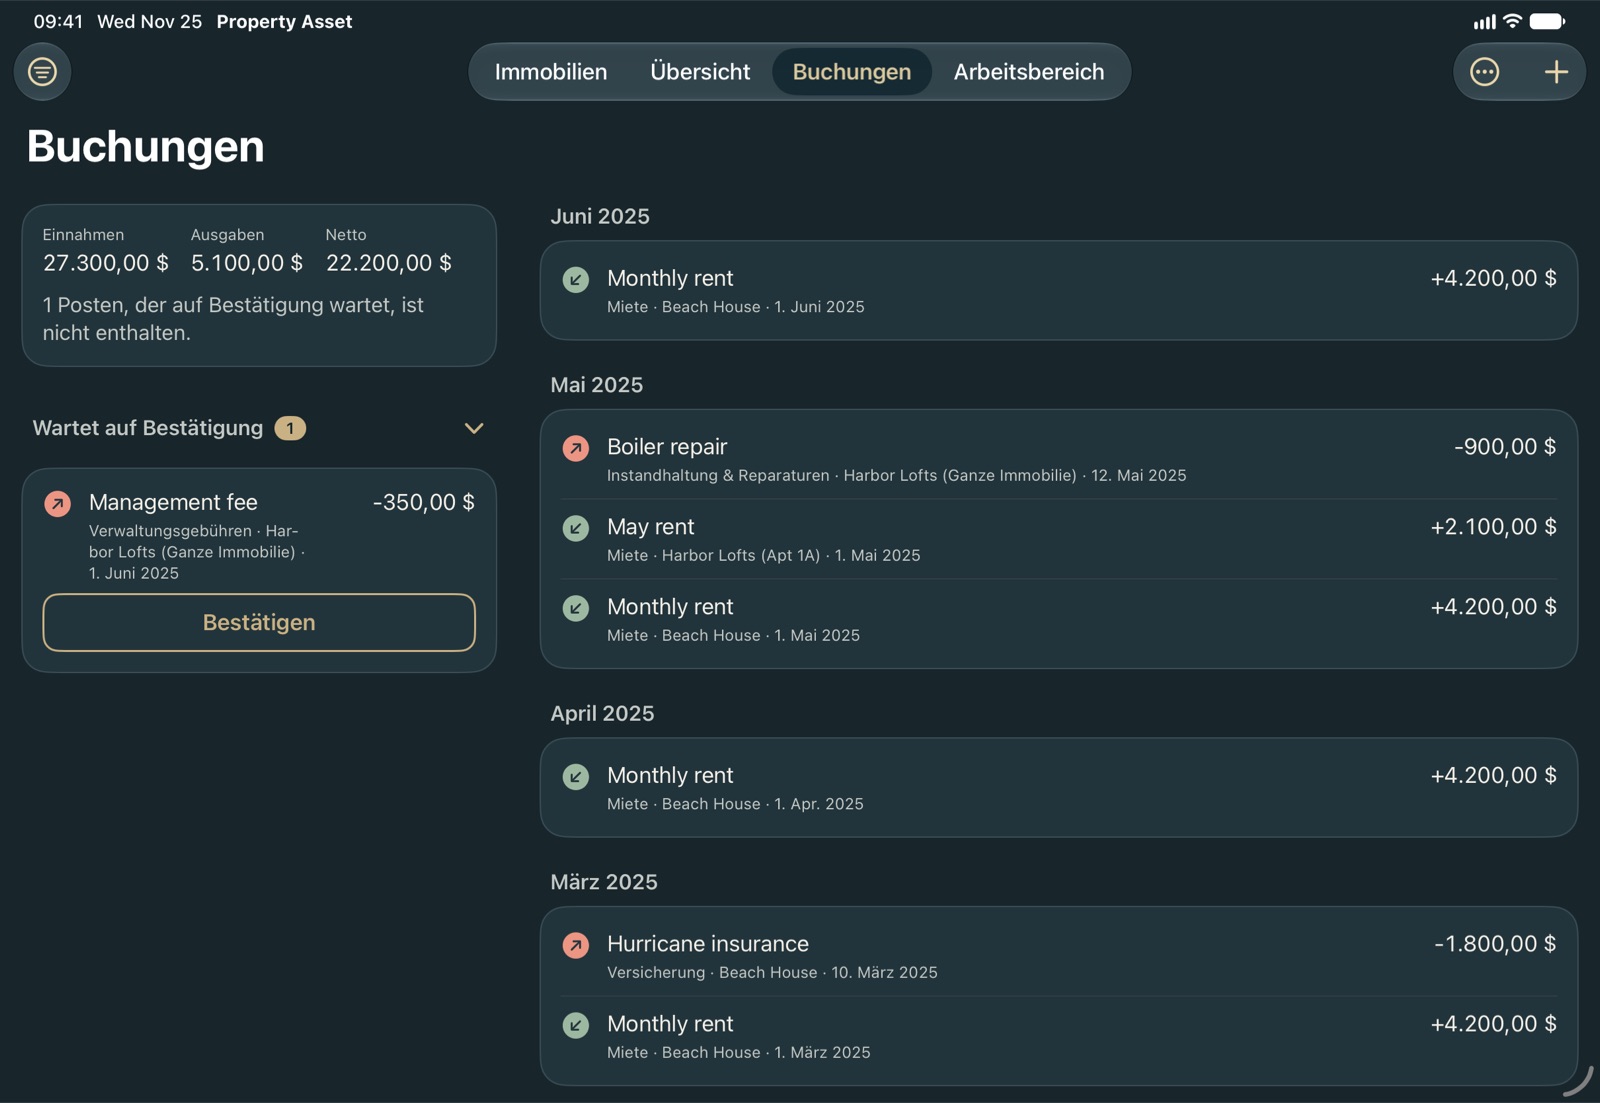 09:41 Wed Nov 25 Property Asset
Immobilien Übersicht Buchungen Arbeitsbereich
Buchungen
Einnahmen Ausgaben Netto
27.300,00 $ 5.100,00 $ 22.200,00 $
1 Posten, der auf Bestätigung wartet, ist
nicht enthalten.
Wartet auf Bestätigung 1
Management fee -350,00 $
Verwaltungsgebühren · Har-
bor Lofts (Ganze Immobilie) ·
1. Juni 2025
Bestätigen
Juni 2025
Monthly rent +4.200,00 $
Miete · Beach House · 1. Juni 2025
Mai 2025
Boiler repair -900,00 $
Instandhaltung & Reparaturen · Harbor Lofts (Ganze Immobilie) · 12. Mai 2025
May rent +2.100,00 $
Miete · Harbor Lofts (Apt 1A) · 1. Mai 2025
Monthly rent +4.200,00 $
Miete · Beach House · 1. Mai 2025
April 2025
Monthly rent +4.200,00 $
Miete · Beach House · 1. Apr. 2025
März 2025
Hurricane insurance -1.800,00 $
Versicherung · Beach House · 10. März 2025
Monthly rent +4.200,00 $
Miete · Beach House · 1. März 2025